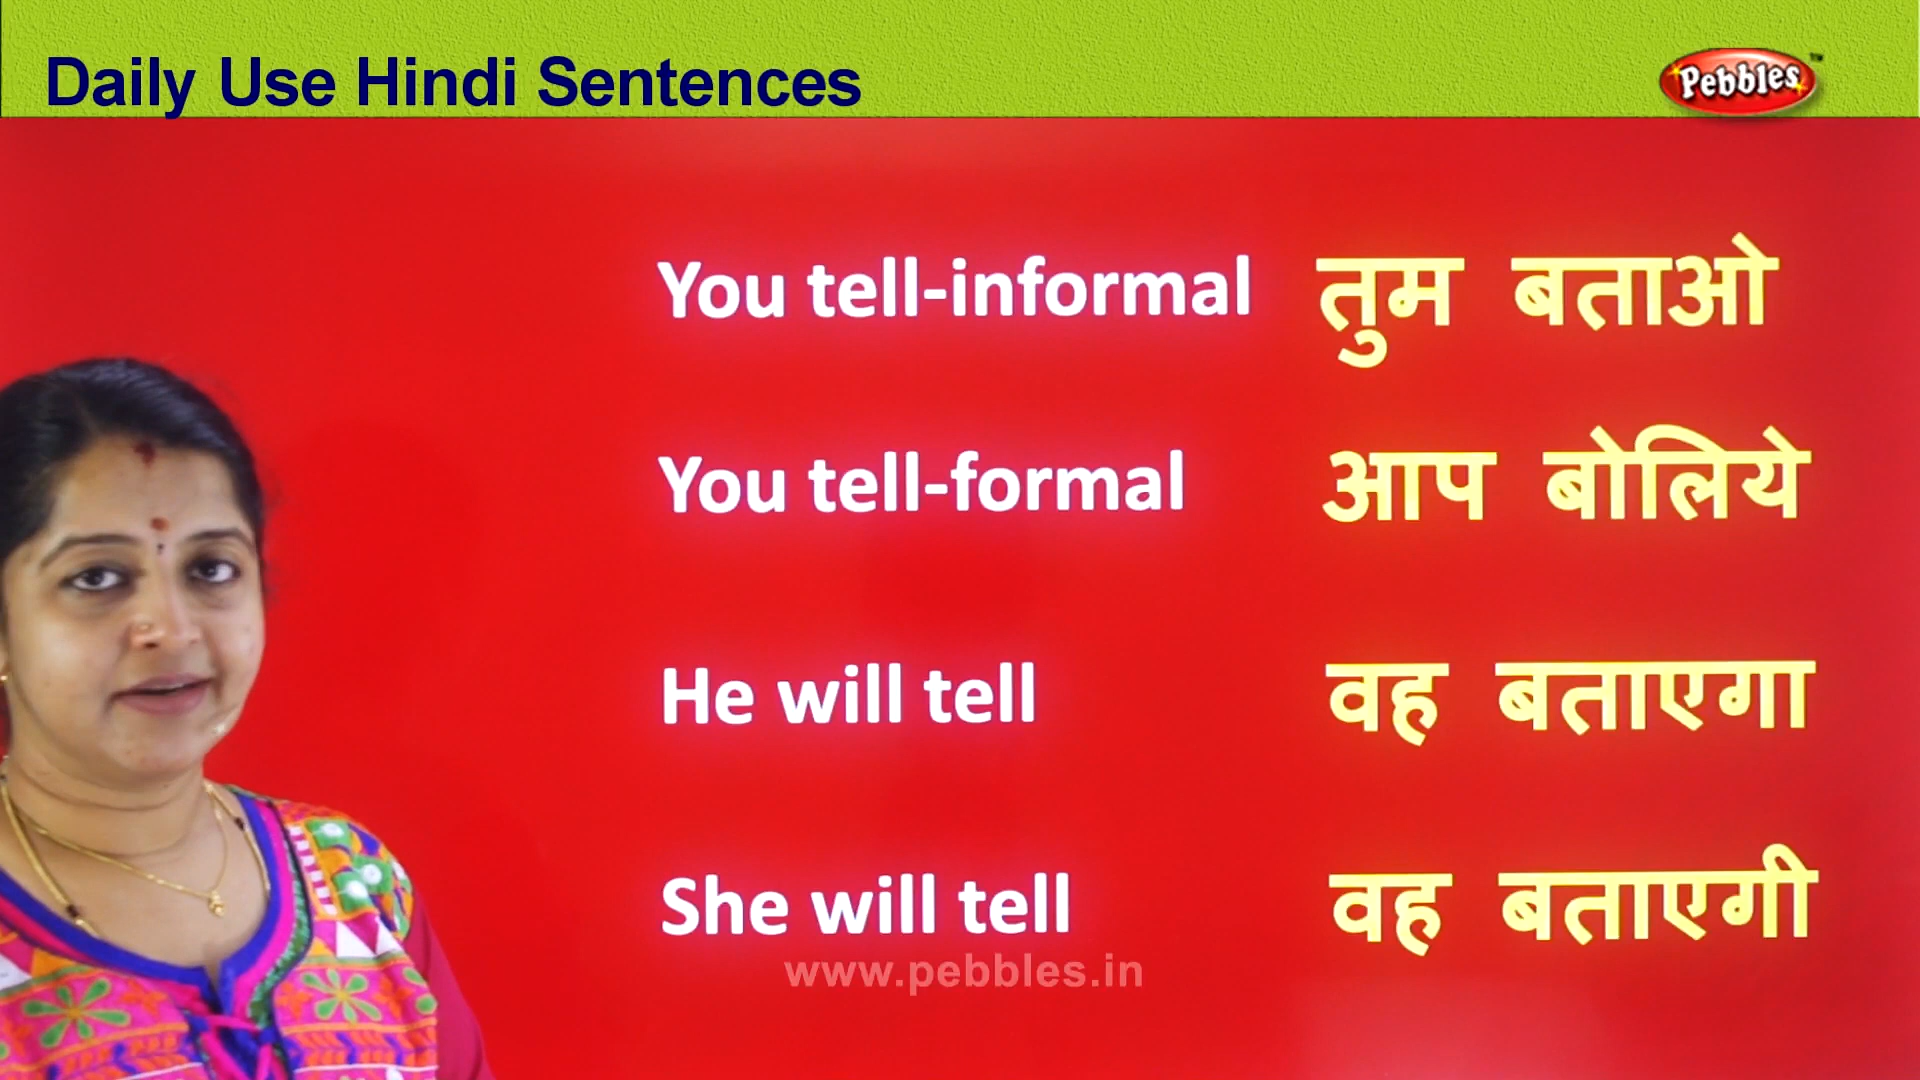 Daily Use Hindi Sentences
Pebbles™
You tell-informal तुम बताओ
You tell-formal आप बोलिये
He will tell वह बताएगा
She will tell वह बताएगी
www.pebbles.in